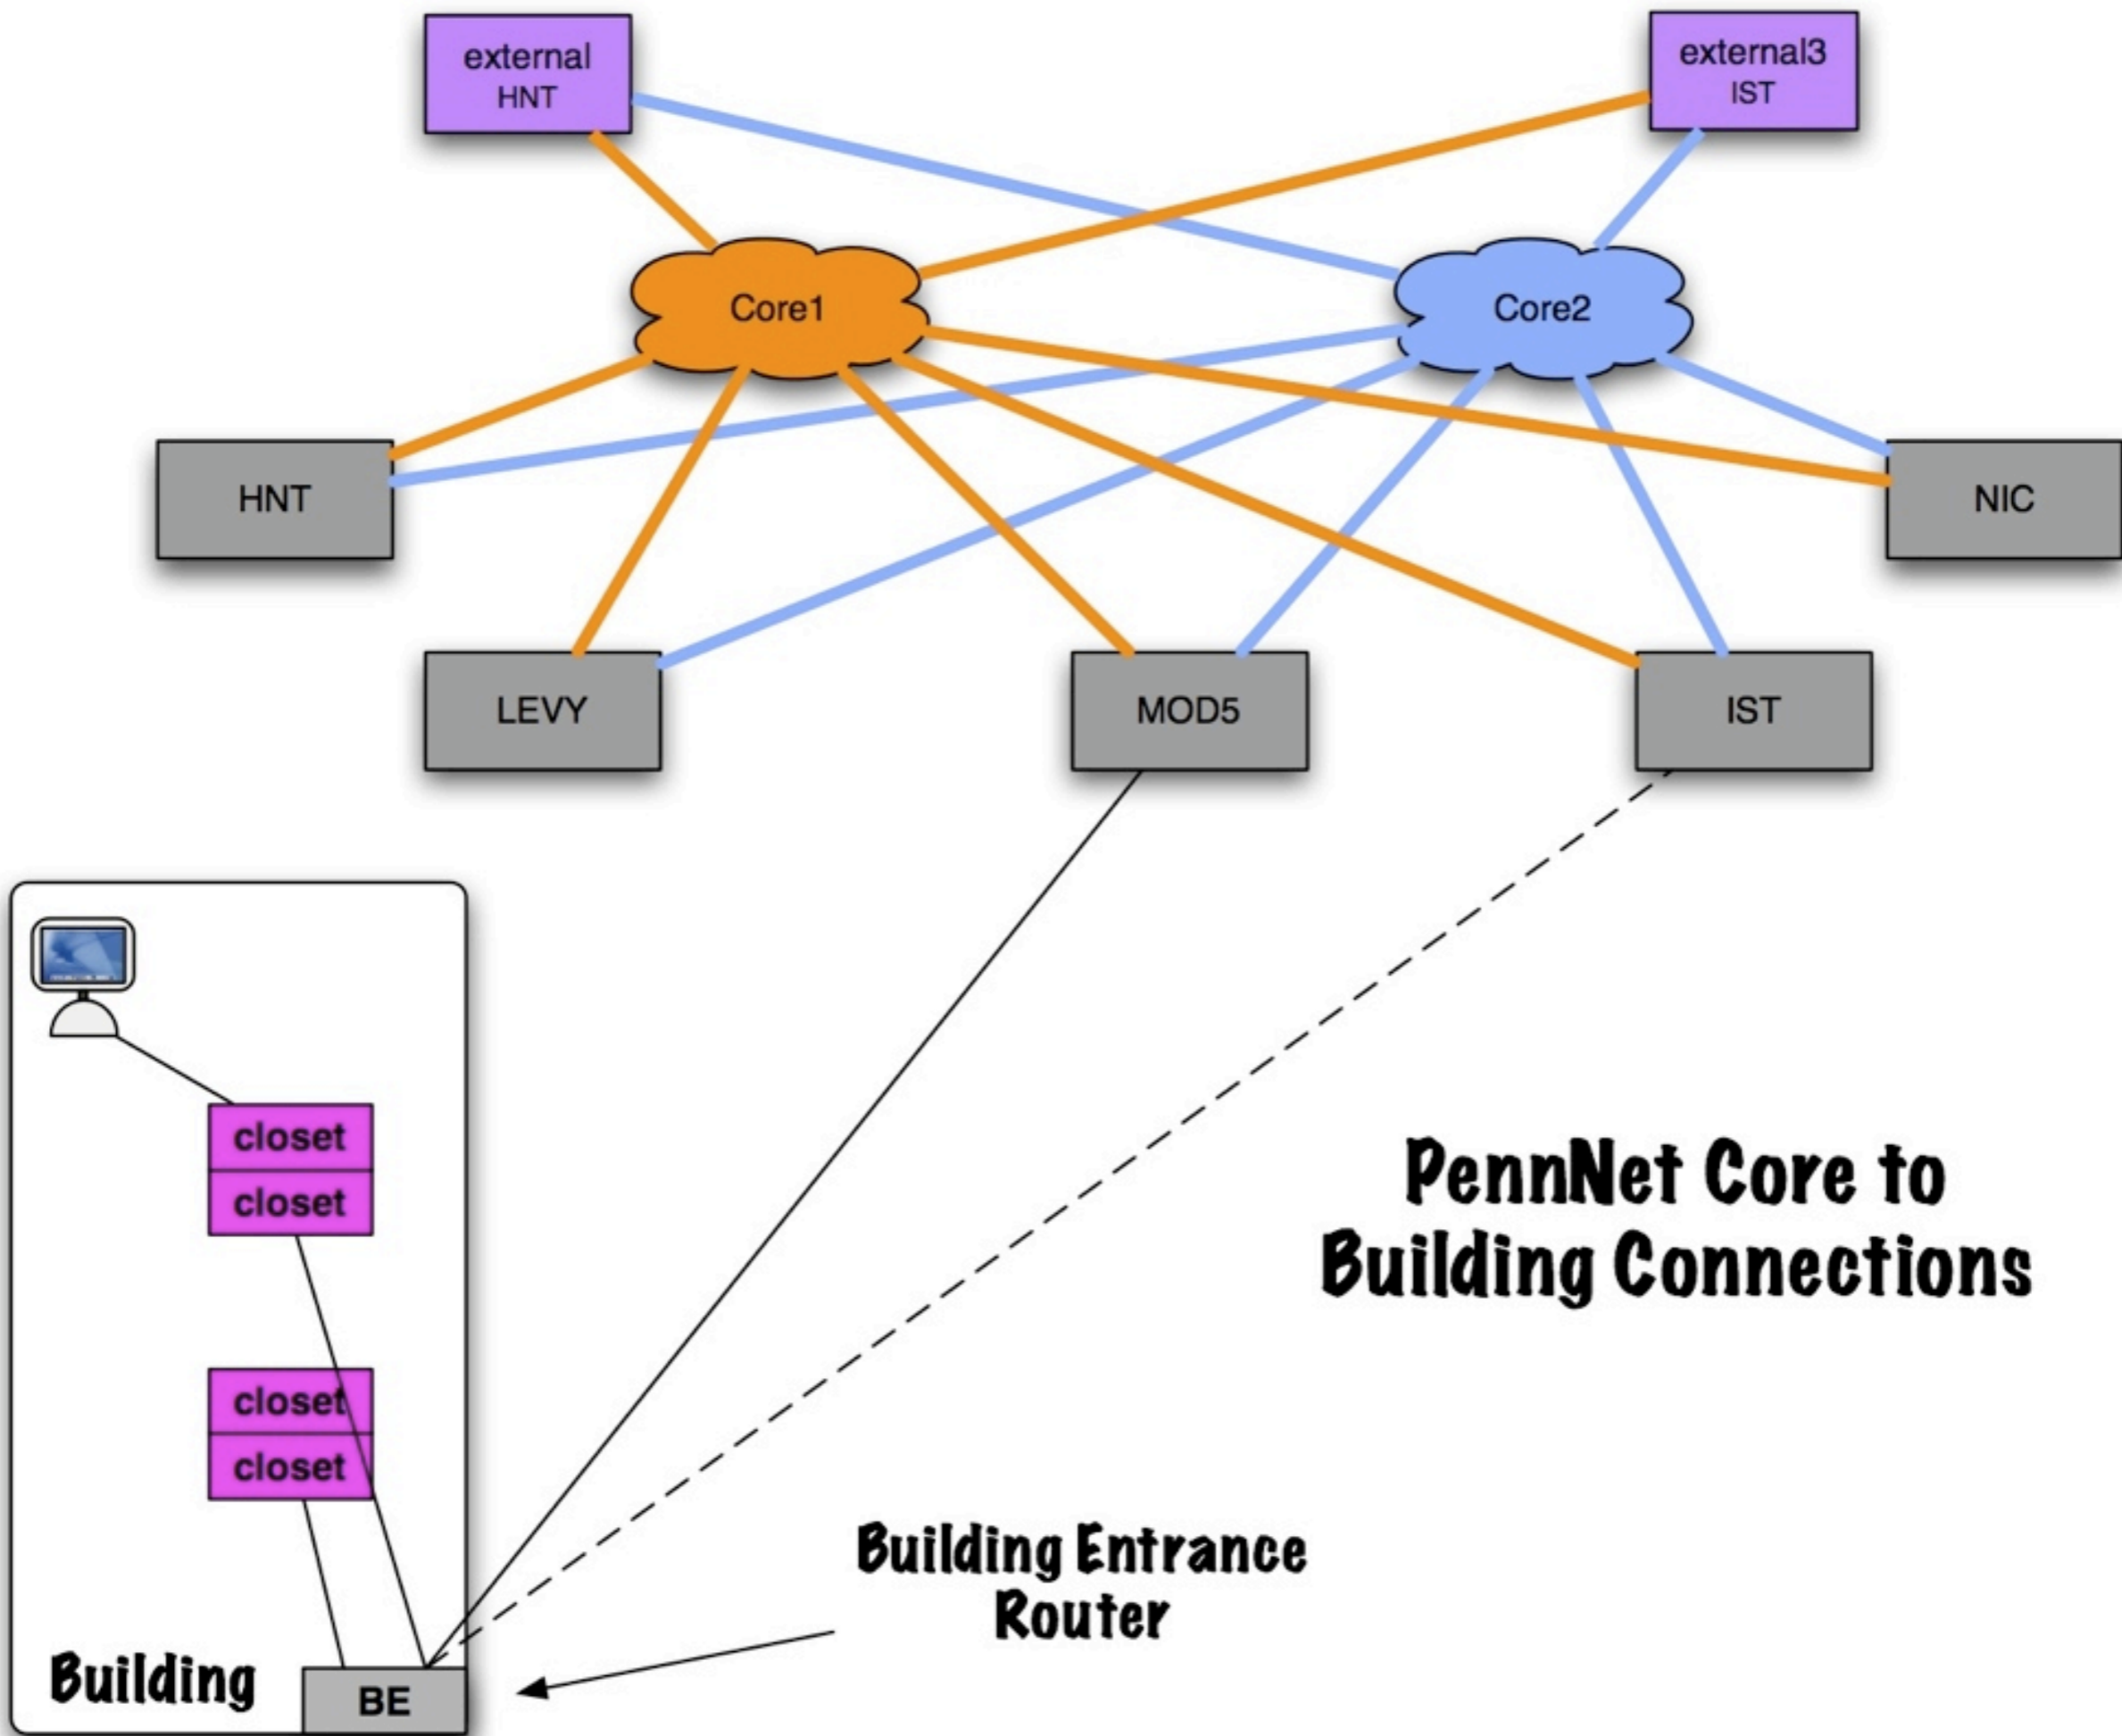 external
HNT
external3
IST
Core1
Core2
HNT
NIC
LEVY
MOD5
IST
closet
closet
PennNet Core to
Building Connections
closet
closet
Building Entrance
Router
Building
BE